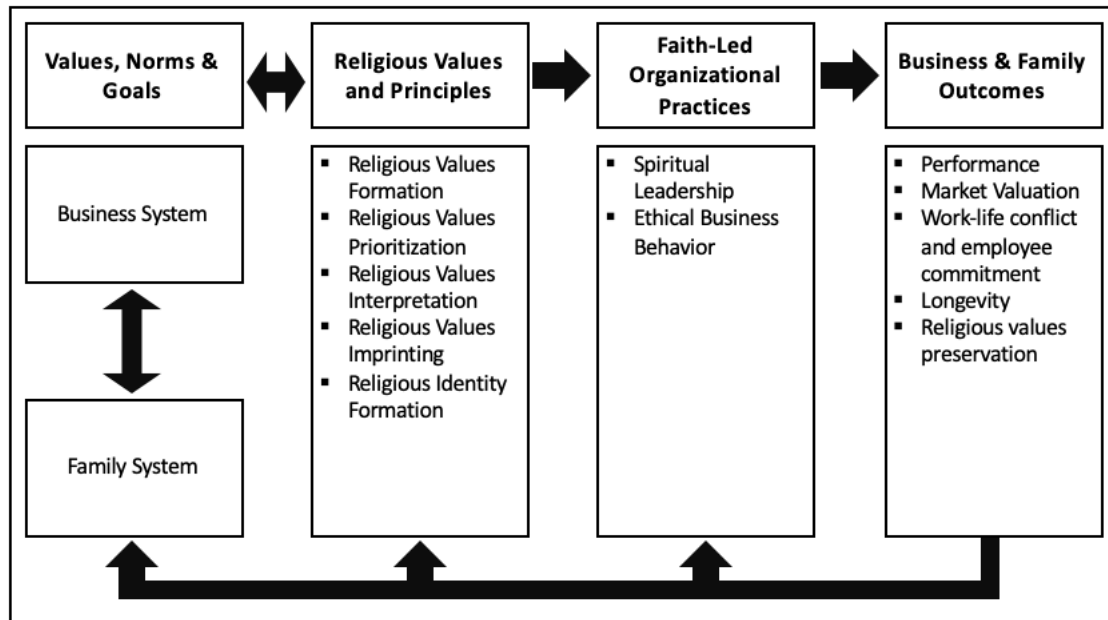 Values, Norms &
Goals
Religious Values
and Principles
Faith-Led
Organizational
Practices
Business & Family
Outcomes
Business System
Family System
▪ Religious Values
Formation
▪ Religious Values
Prioritization
▪ Religious Values
Interpretation
▪ Religious Values
Imprinting
▪ Religious Identity
Formation
▪ Spiritual
Leadership
▪ Ethical Business
Behavior
▪ Performance
▪ Market Valuation
▪ Work-life conflict
and employee
commitment
▪ Longevity
▪ Religious values
preservation